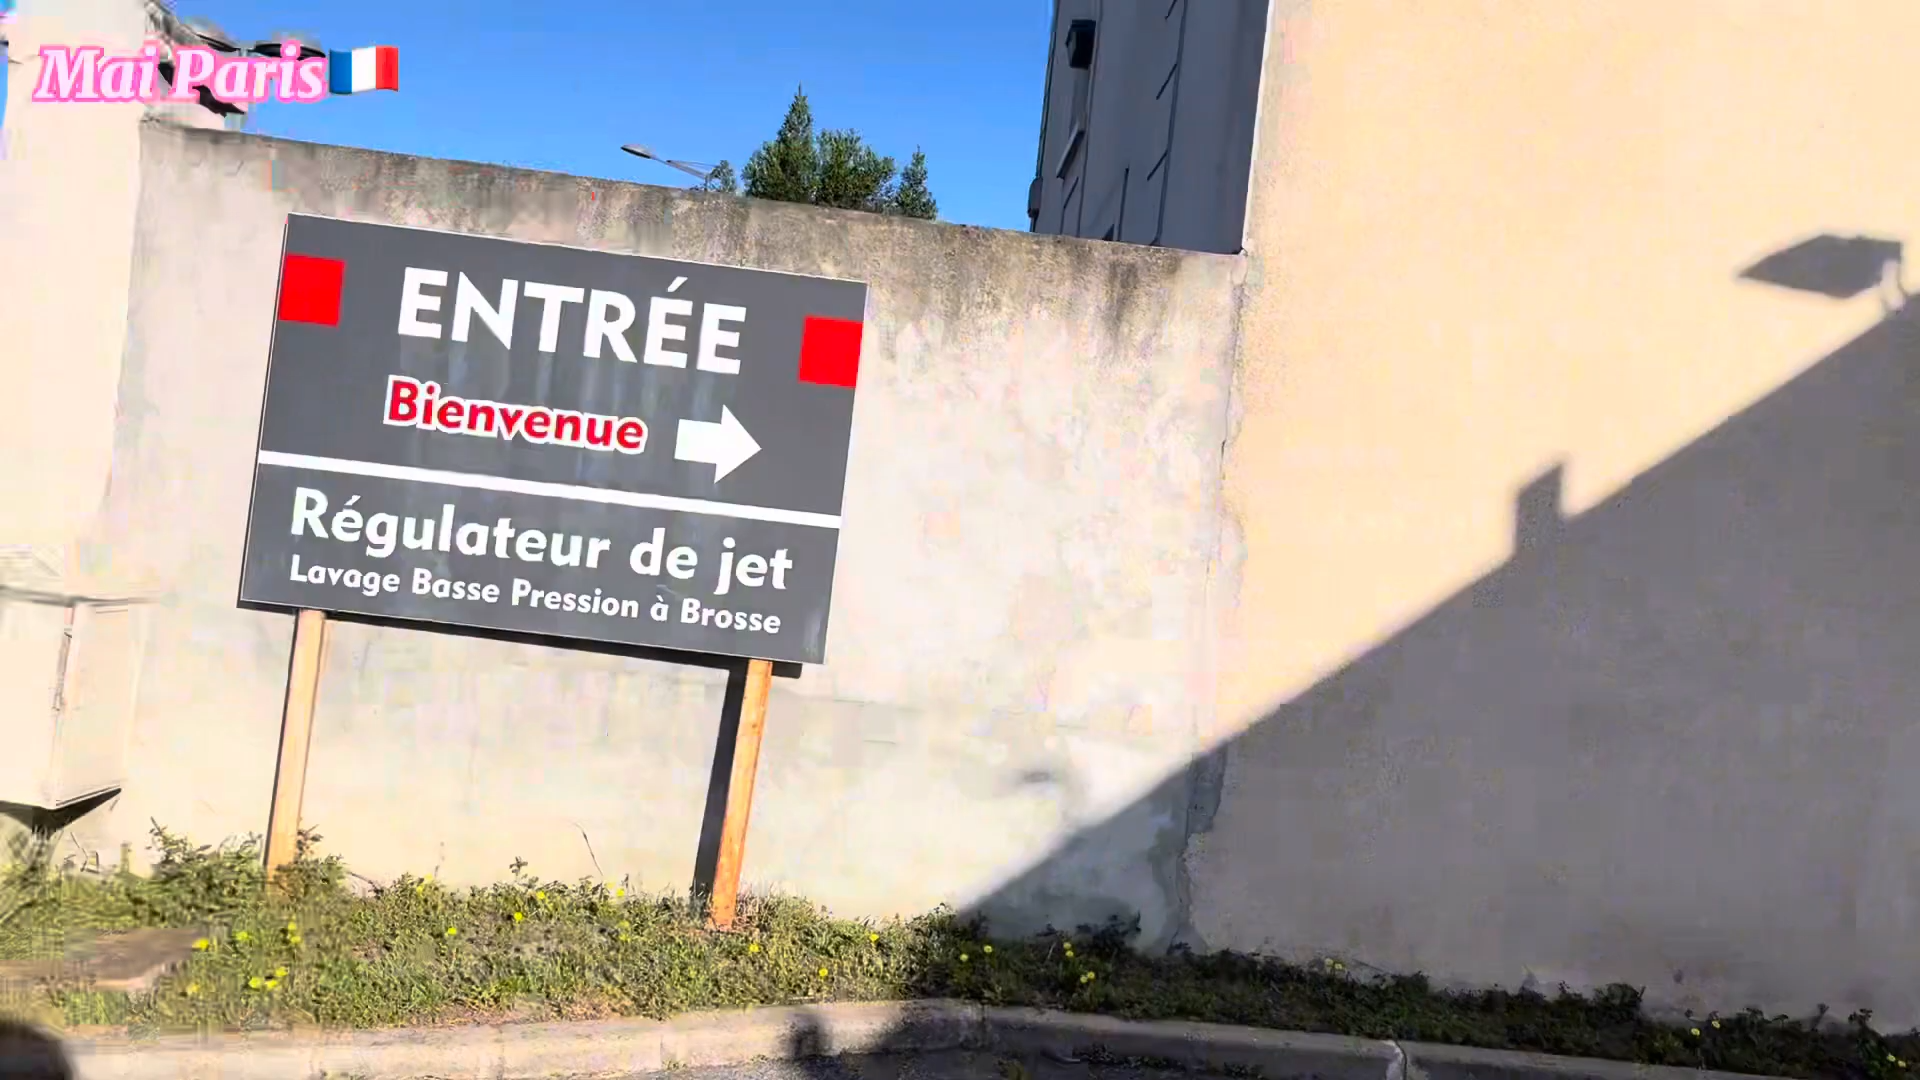 Mai Paris
ENTRÉE
Bienvenue
Régulateur de jet
Lavage Basse Pression à Brosse